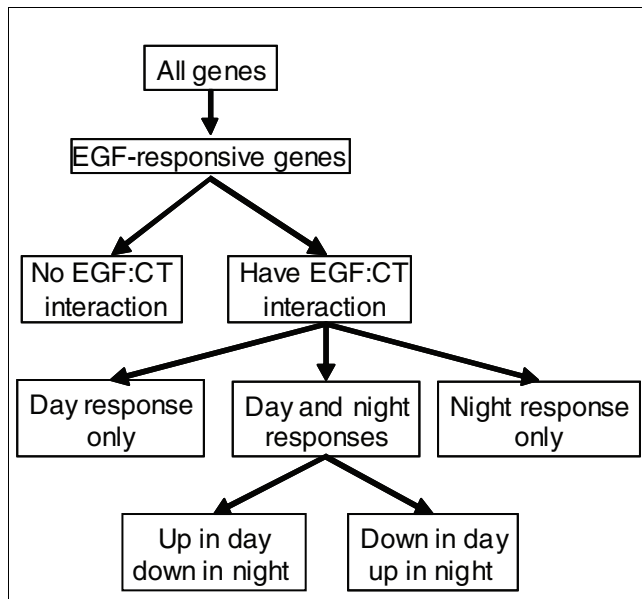 All genes
EGF-responsive genes
No EGF:CT
interaction
Have EGF:CT
interaction
Day response
only
Day and night
responses
Night response
only
Up in day
down in night
Down in day
up in night